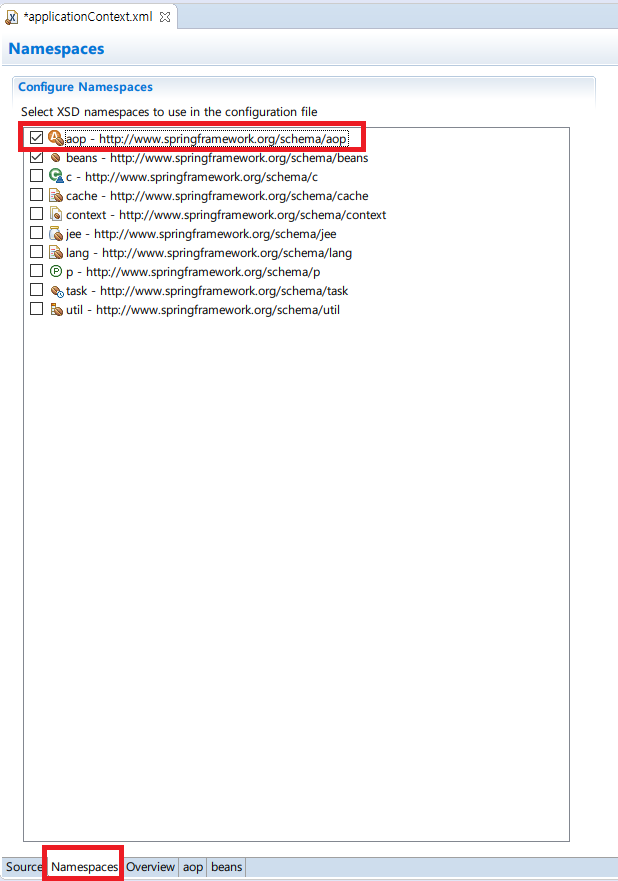 *applicationContext.xml
Namespaces
Configure Namespaces
Select XSD namespaces to use in the configuration file
aop - http://www.springframework.org/schema/aop
beans - http://www.springframework.org/schema/beans
c - http://www.springframework.org/schema/c
cache - http://www.springframework.org/schema/cache
context - http://www.springframework.org/schema/context
jee - http://www.springframework.org/schema/jee
lang - http://www.springframework.org/schema/lang
p - http://www.springframework.org/schema/p
task - http://www.springframework.org/schema/task
util - http://www.springframework.org/schema/util
Source Namespaces Overview aop beans